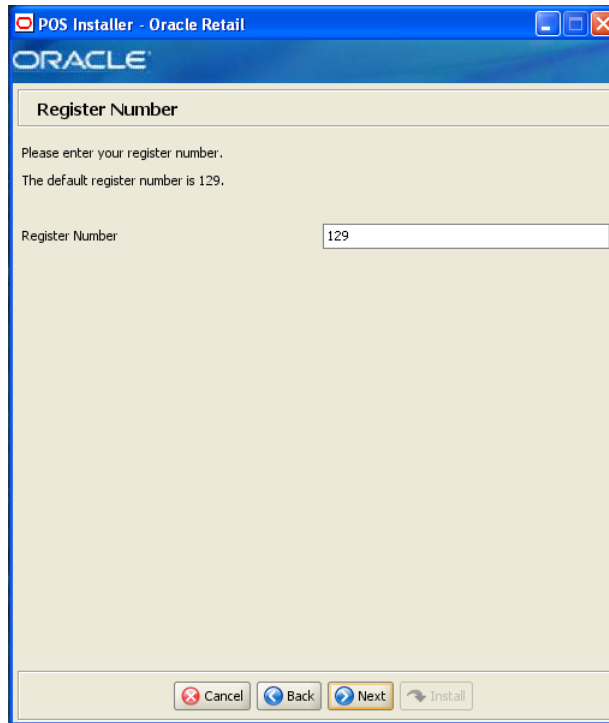 POS Installer - Oracle Retail
ORACLE
Register Number
Please enter your register number.
The default register number is 129.
Register Number 129
Cancel Back Next Install